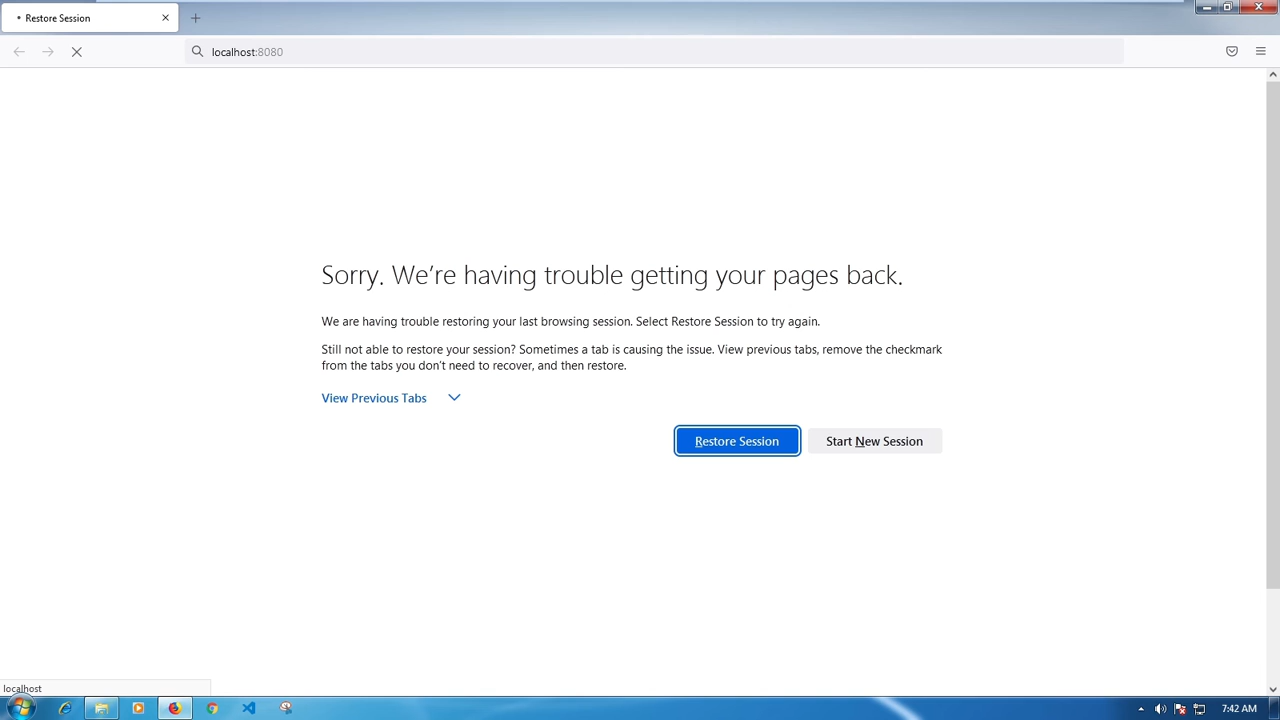 Restore Session
localhost:8080
Sorry. We're having trouble getting your pages back.
We are having trouble restoring your last browsing session. Select Restore Session to try again.
Still not able to restore your session? Sometimes a tab is causing the issue. View previous tabs, remove the checkmark
from the tabs you don't need to recover, and then restore.
View Previous Tabs
Restore Session
Start New Session
localhost
7:42 AM